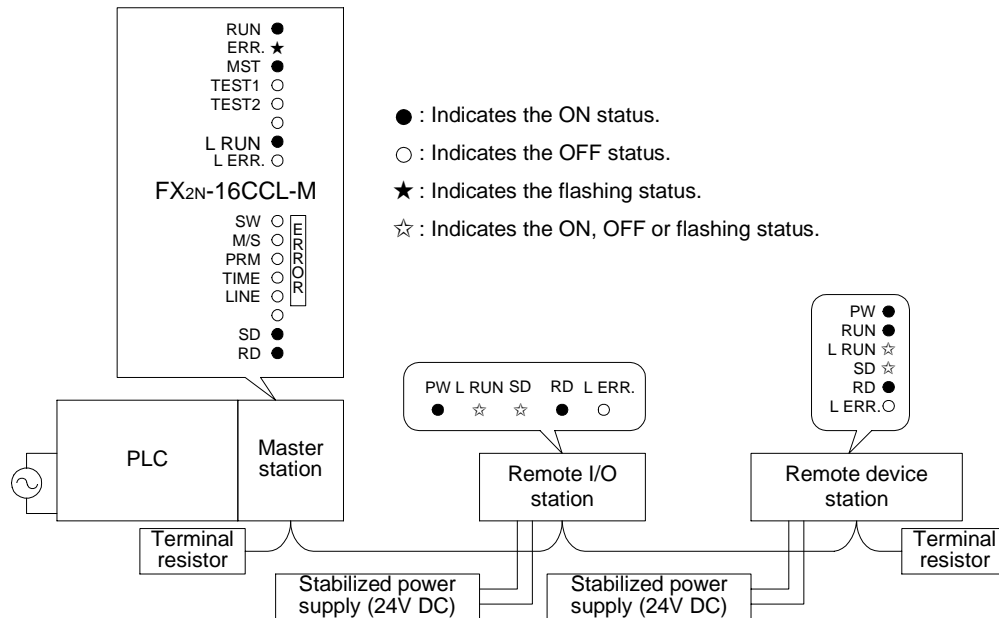 RUN
ERR.
MST
TEST1
TEST2
L RUN
L ERR.
FX2N-16CCL-M
SW
M/S
PRM
TIME
LINE
ERROR
SD
RD
: Indicates the ON status.
: Indicates the OFF status.
: Indicates the flashing status.
: Indicates the ON, OFF or flashing status.
PW L RUN SD RD L ERR.
PW
RUN
L RUN
SD
RD
L ERR.
PLC
Master
station
Remote I/O
station
Remote device
station
Terminal
resistor
Terminal
resistor
Stabilized power
supply (24V DC)
Stabilized power
supply (24V DC)